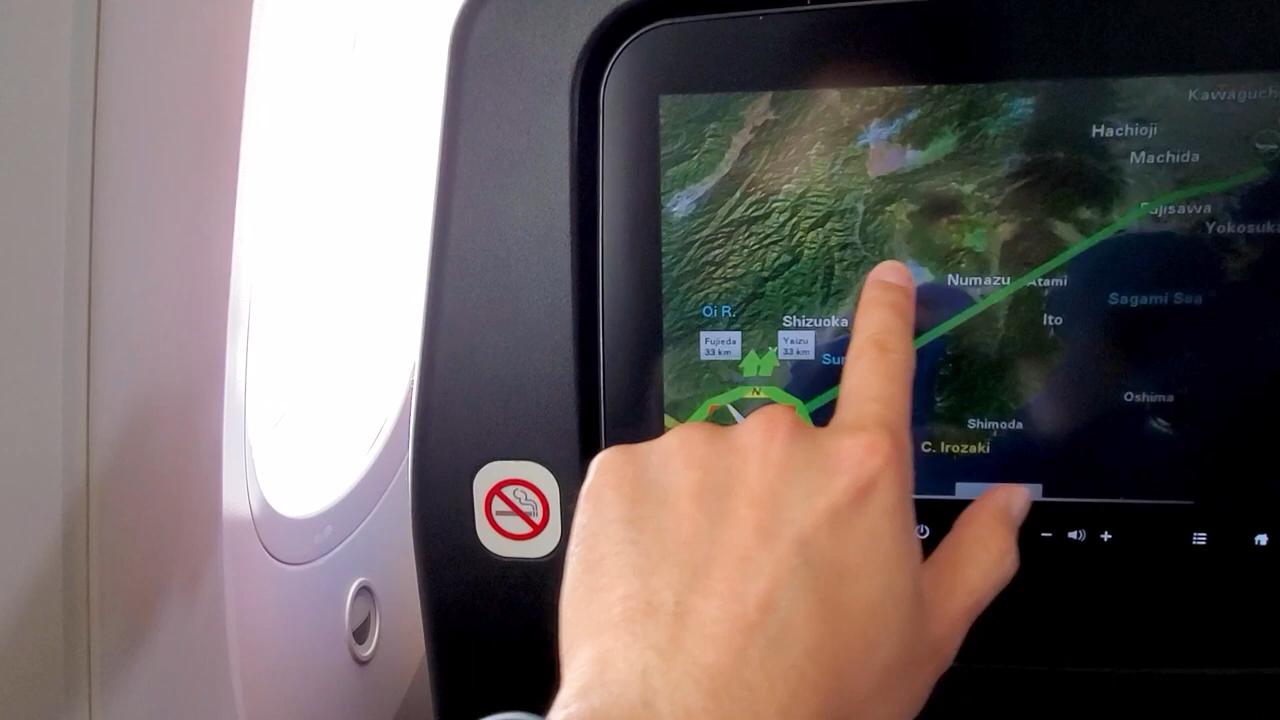 Kawaguch
Hachioji
Machida
Fujisawa
Yokosuka
Numazu
Atami
Sagami Sea
Oi R.
Shizuoka
Ito
Fujieda
33 km
Yaizu
33 km
Su
N
Oshima
Shimoda
C. Irozaki